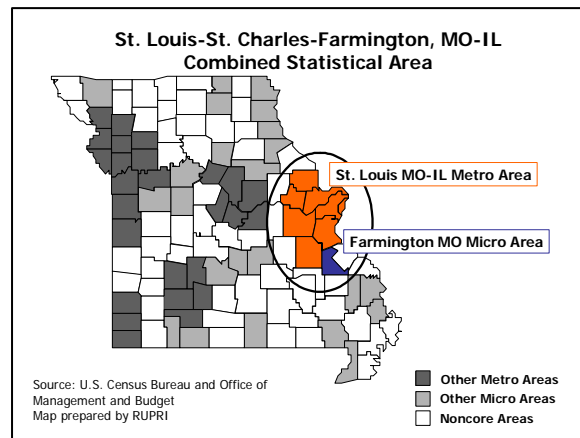 St. Louis-St. Charles-Farmington, MO-IL
Combined Statistical Area
St. Louis MO-IL Metro Area
Farmington MO Micro Area
Source: U.S. Census Bureau and Office of
Management and Budget
Map prepared by RUPRI
Other Metro Areas
Other Micro Areas
Noncore Areas